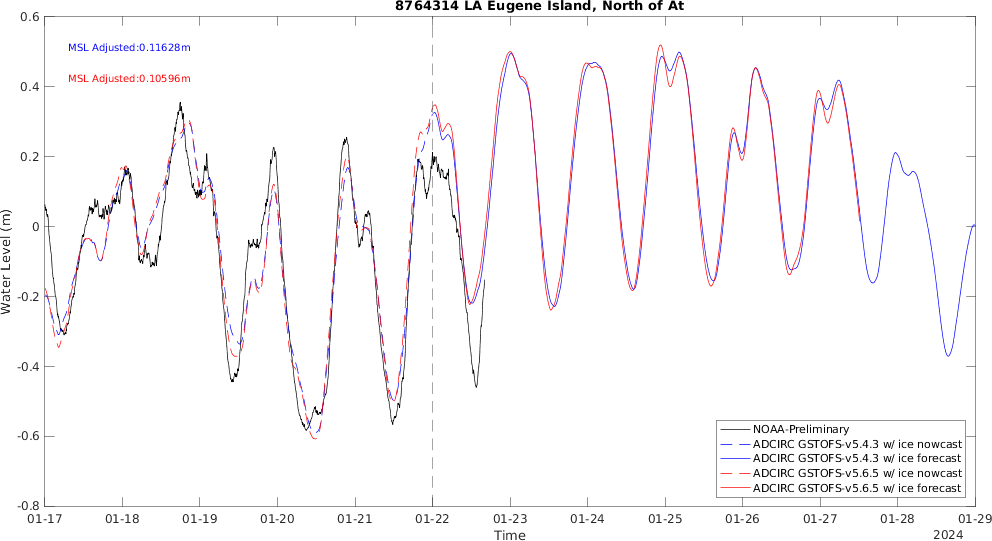 8764314 LA Eugene Island, North of At
MSL Adjusted:0.11628m
MSL Adjusted:0.10596m
Water Level (m)
0.6
0.4
0.2
0
-0.2
-0.4
-0.6
-0.8
NOAA-Preliminary
ADCIRC GSTOFS-v5.4.3 w/ ice nowcast
ADCIRC GSTOFS-v5.4.3 w/ ice forecast
ADCIRC GSTOFS-v5.6.5 w/ ice nowcast
ADCIRC GSTOFS-v5.6.5 w/ ice forecast
01-17 01-18 01-19 01-20 01-21 01-22 01-23 01-24 01-25 01-26 01-27 01-28 01-29
Time
2024